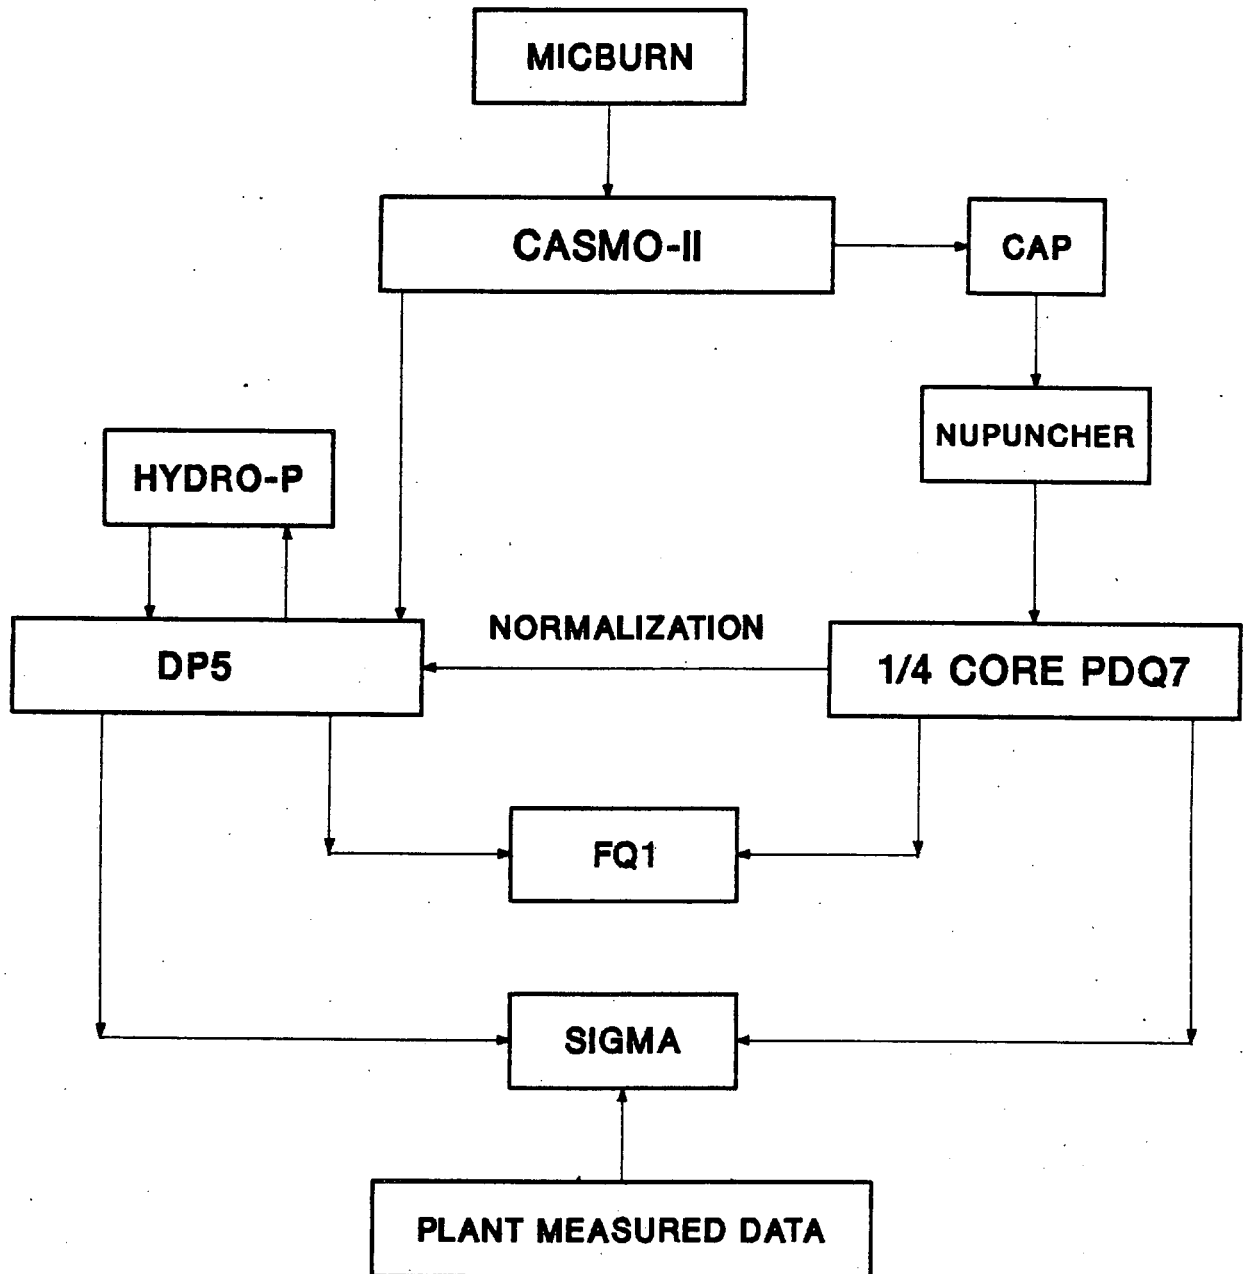 MICBURN
CASMO-II
CAP
NUPUNCHER
HYDRO-P
NORMALIZATION
DP5
1/4 CORE PDQ7
FQ1
SIGMA
PLANT MEASURED DATA